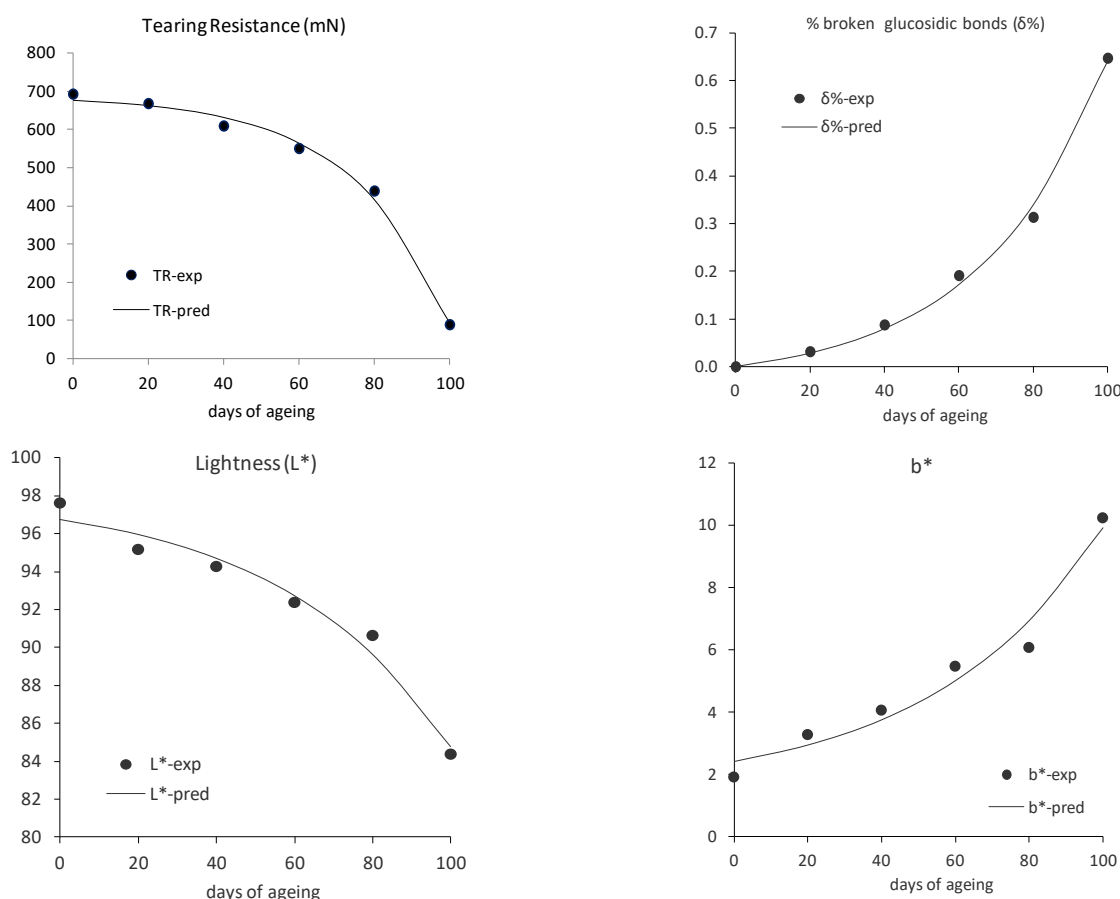 Tearing Resistance (mN)
800
700
600
500
400
300
200
100
0
TR-exp
TR-pred
0 20 40 60 80 100
days of ageing
% broken glucosidic bonds (δ%)
0.7
0.6
0.5
0.4
0.3
0.2
0.1
0.0
δ%-exp
δ%-pred
0 20 40 60 80 100
days of ageing
Lightness (L*)
100
98
96
94
92
90
88
86
84
82
80
L*-exp
L*-pred
0 20 40 60 80 100
days of ageing
b*
12
10
8
6
4
2
0
b*-exp
b*-pred
0 20 40 60 80 100
days of ageing